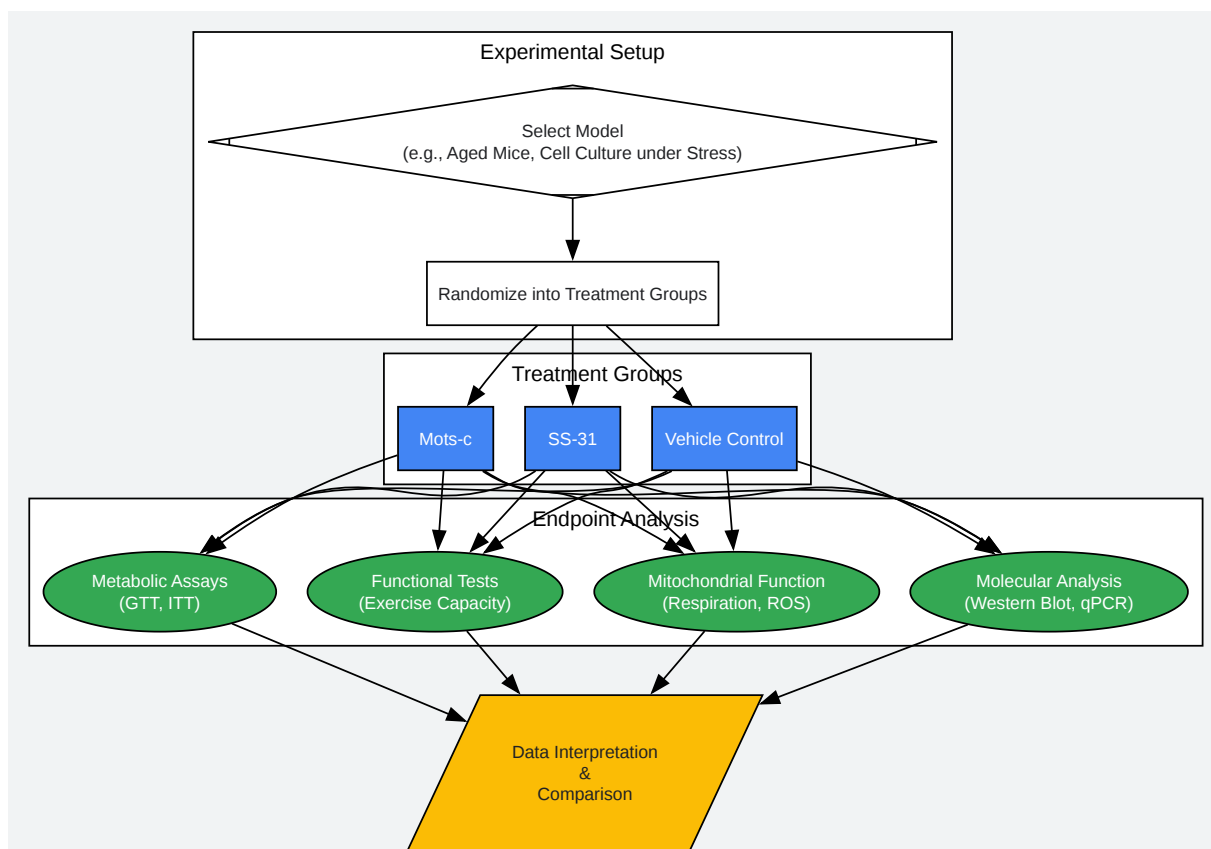 Experimental Setup
Select Model
(e.g., Aged Mice, Cell Culture under Stress)
Randomize into Treatment Groups
Treatment Groups
Mots-c
SS-31
Vehicle Control
Endpoint Analysis
Metabolic Assays
(GTT, ITT)
Functional Tests
(Exercise Capacity)
Mitochondrial Function
(Respiration, ROS)
Molecular Analysis
(Western Blot, qPCR)
Data Interpretation
&
Comparison